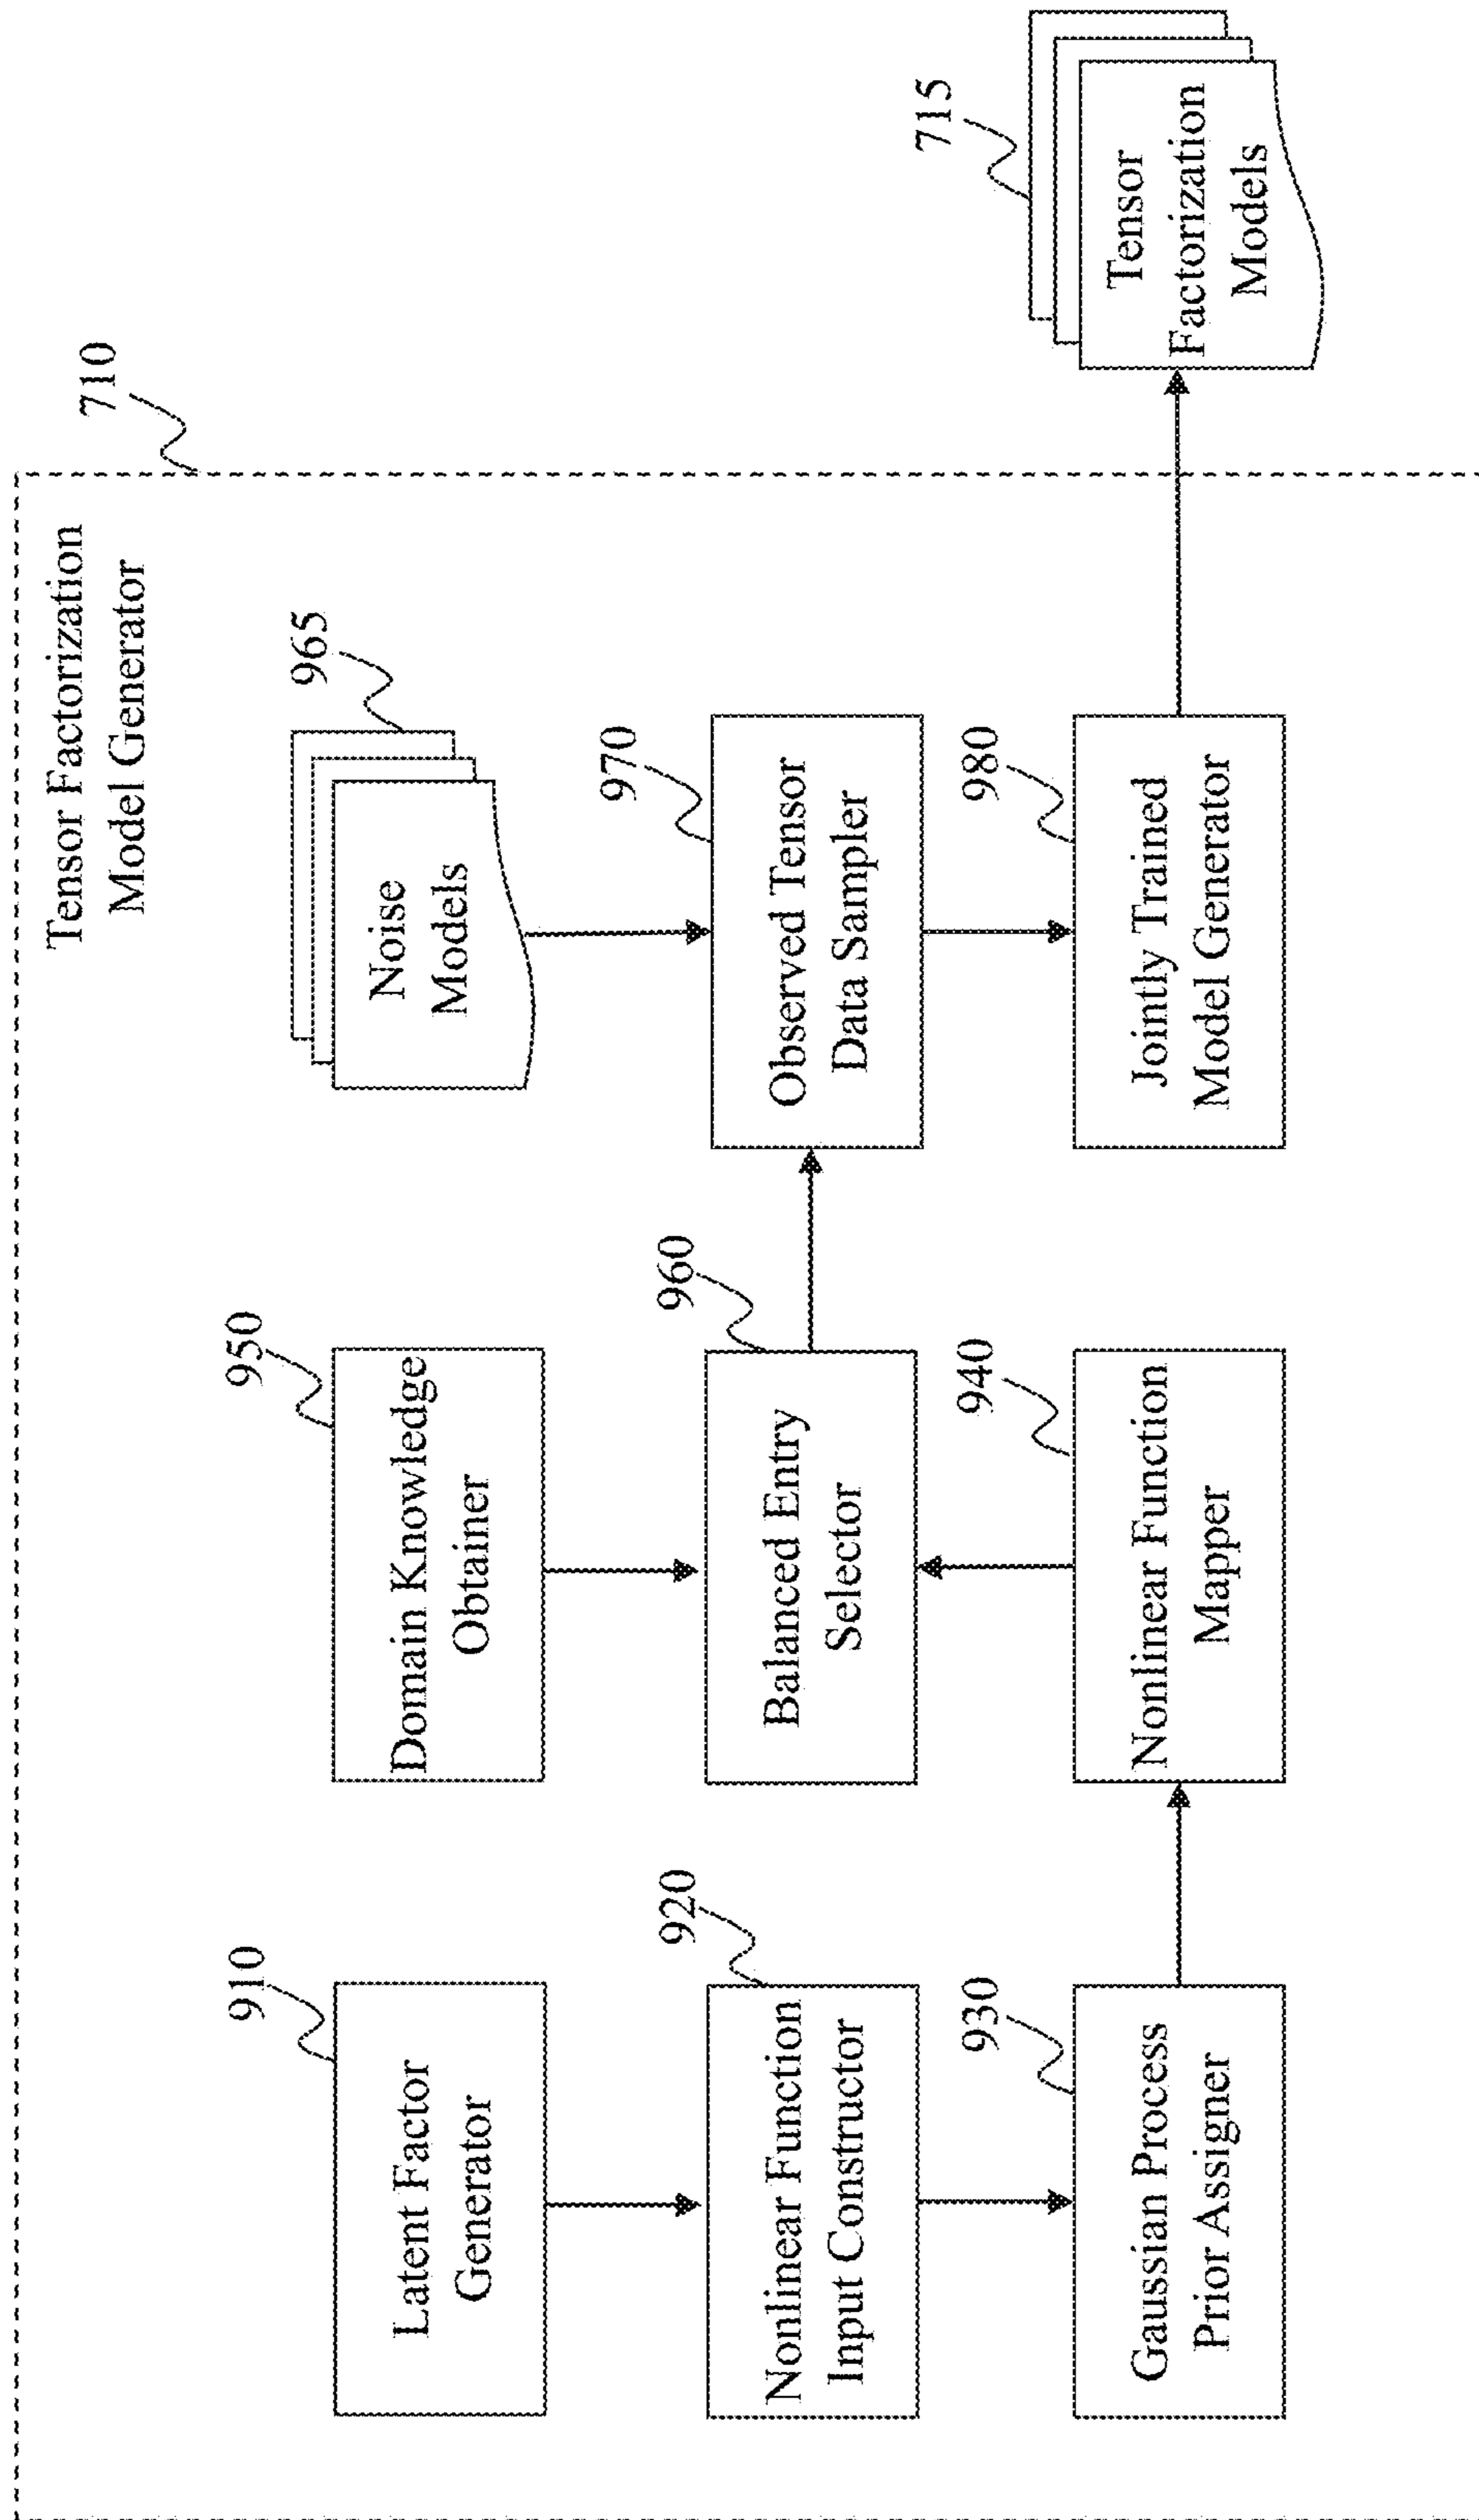 Tensor Factorization
Model Generator
710
910
Latent Factor
Generator
950
Domain Knowledge
Obtainer
965
Noise
Models
920
Nonlinear Function
Input Constructor
960
Balanced Entry
Selector
970
Observed Tensor
Data Sampler
930
Gaussian Process
Prior Assigner
940
Nonlinear Function
Mapper
980
Jointly Trained
Model Generator
715
Tensor
Factorization
Models